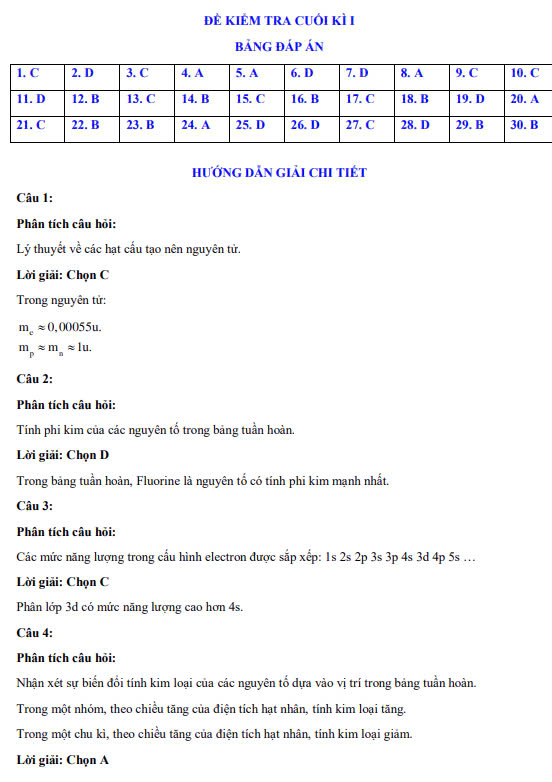 ĐỀ KIỂM TRA CUỐI KÌ I
BẢNG ĐÁP ÁN
1. C 2. D 3. C 4. A 5. A 6. D 7. D 8. A 9. C 10. C
11. D 12. B 13. C 14. B 15. C 16. B 17. C 18. B 19. D 20. A
21. C 22. B 23. B 24. A 25. D 26. D 27. C 28. D 29. B 30. B
HƯỚNG DẪN GIẢI CHI TIẾT
Câu 1:
Phân tích câu hỏi:
Lý thuyết về các hạt cấu tạo nên nguyên tử.
Lời giải: Chọn C
Trong nguyên tử:
mₑ ≈ 0,00055u.
mₚ ≈ mₙ ≈ 1u.
Câu 2:
Phân tích câu hỏi:
Tính phi kim của các nguyên tố trong bảng tuần hoàn.
Lời giải: Chọn D
Trong bảng tuần hoàn, Fluorine là nguyên tố có tính phi kim mạnh nhất.
Câu 3:
Phân tích câu hỏi:
Các mức năng lượng trong cấu hình electron được sắp xếp: 1s 2s 2p 3s 3p 4s 3d 4p 5s …
Lời giải: Chọn C
Phân lớp 3d có mức năng lượng cao hơn 4s.
Câu 4:
Phân tích câu hỏi:
Nhận xét sự biến đổi tính kim loại của các nguyên tố dựa vào vị trí trong bảng tuần hoàn.
Trong một nhóm, theo chiều tăng của điện tích hạt nhân, tính kim loại tăng.
Trong một chu kì, theo chiều tăng của điện tích hạt nhân, tính kim loại giảm.
Lời giải: Chọn A